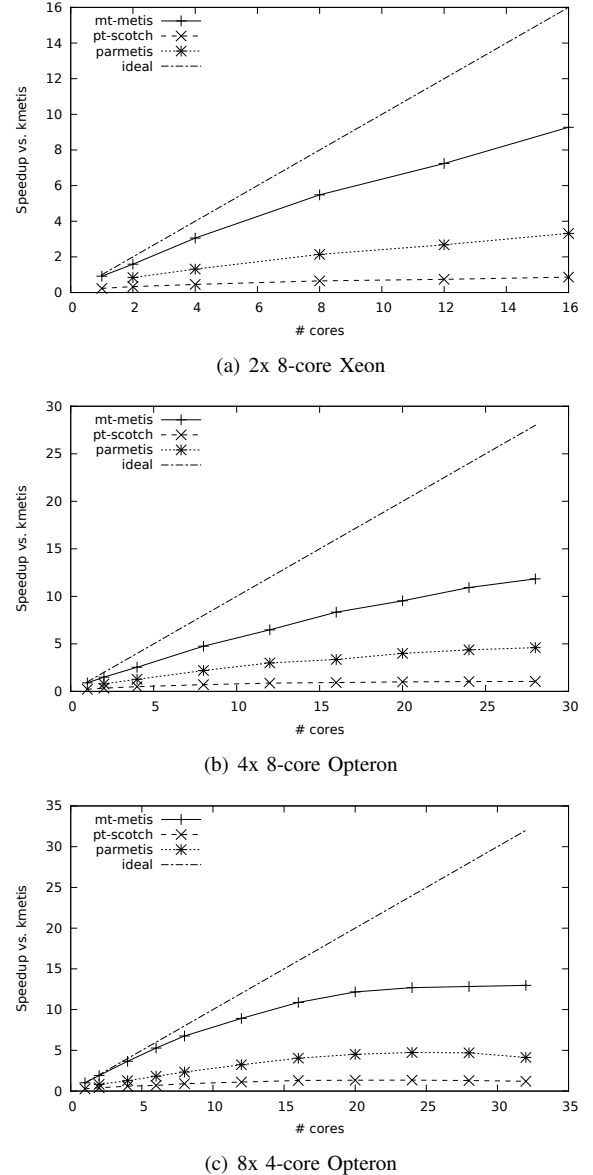 16
14
12
10
8
6
4
2
0
Speedup vs. kmetis
mt-metis
pt-scotch
parmetis
ideal
0 2 4 6 8 10 12 14 16
# cores
(a) 2x 8-core Xeon
30
25
20
15
10
5
0
Speedup vs. kmetis
mt-metis
pt-scotch
parmetis
ideal
0 5 10 15 20 25 30
# cores
(b) 4x 8-core Opteron
35
30
25
20
15
10
5
0
Speedup vs. kmetis
mt-metis
pt-scotch
parmetis
ideal
0 5 10 15 20 25 30 35
# cores
(c) 8x 4-core Opteron